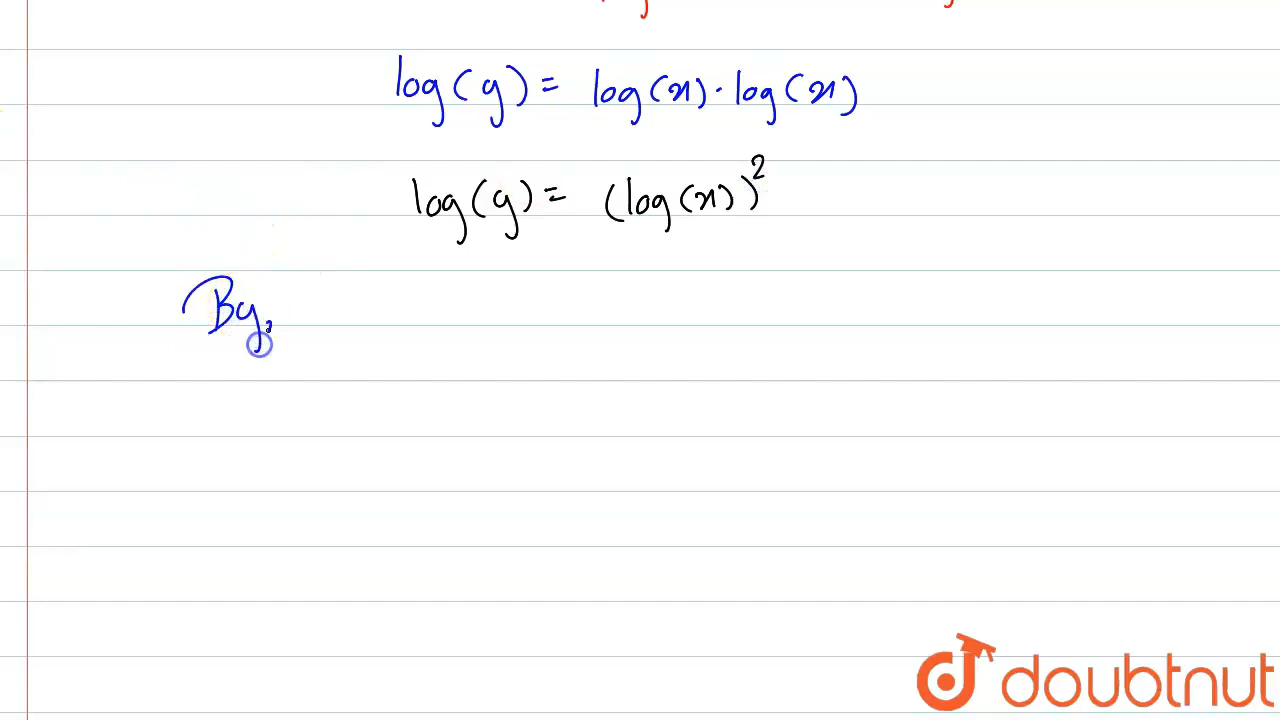 log(y) = log(x) · log(x)
log(y) = (log(x))²
By,
doubtnut